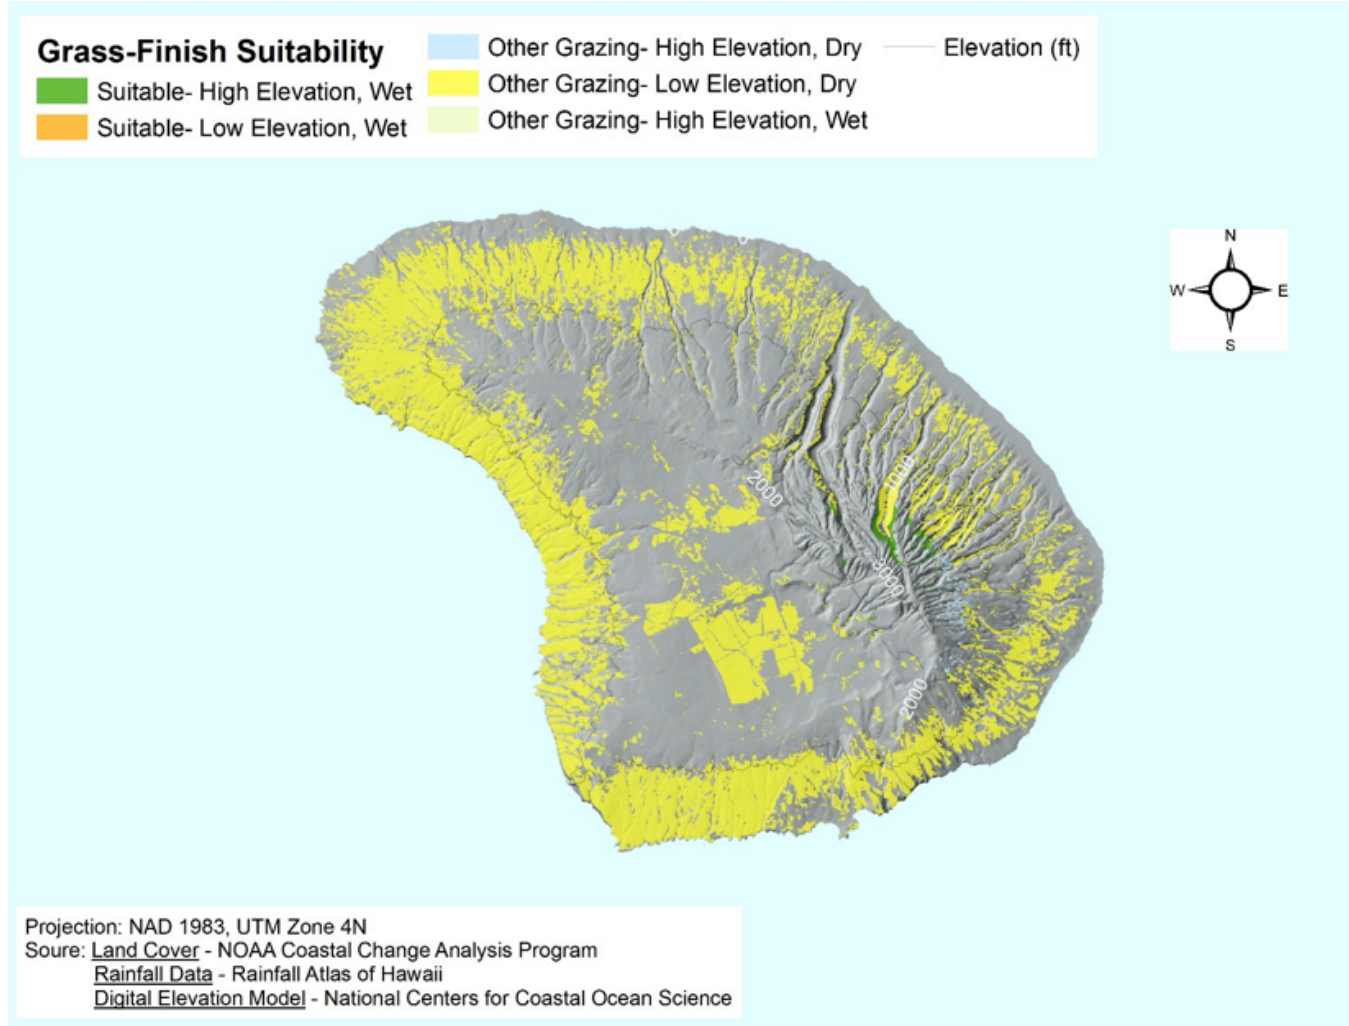 Grass-Finish Suitability
Suitable- High Elevation, Wet
Suitable- Low Elevation, Wet
Other Grazing- High Elevation, Dry
Other Grazing- Low Elevation, Dry
Other Grazing- High Elevation, Wet
Elevation (ft)
N
W E
S
0 0
1000
2000
3000
2000
Projection: NAD 1983, UTM Zone 4N
Soure: Land Cover - NOAA Coastal Change Analysis Program
Rainfall Data - Rainfall Atlas of Hawaii
Digital Elevation Model - National Centers for Coastal Ocean Science